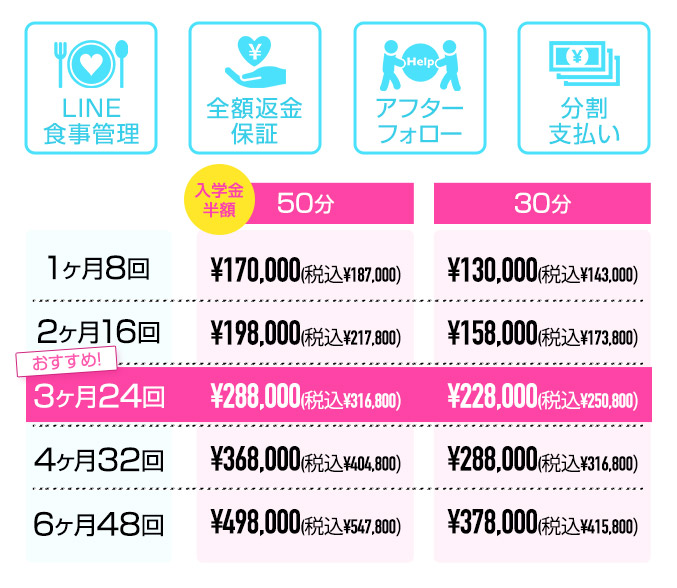 LINE
食事管理
¥
全額返金
保証
Help
アフター
フォロー
¥
分割
支払い
入学金
半額
50分
30分
1ヶ月8回
¥170,000(税込¥187,000)
¥130,000(税込¥143,000)
2ヶ月16回
¥198,000(税込¥217,800)
¥158,000(税込¥173,800)
おすすめ!
3ヶ月24回
¥288,000(税込¥316,800)
¥228,000(税込¥250,800)
4ヶ月32回
¥368,000(税込¥404,800)
¥288,000(税込¥316,800)
6ヶ月48回
¥498,000(税込¥547,800)
¥378,000(税込¥415,800)